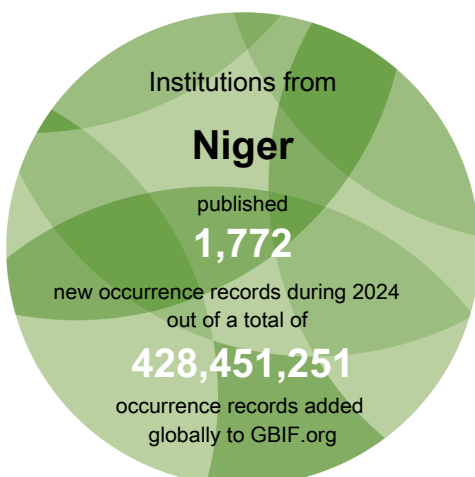 Institutions from
Niger
published
1,772
new occurrence records during 2024
out of a total of
428,451,251
occurrence records added
globally to GBIF.org